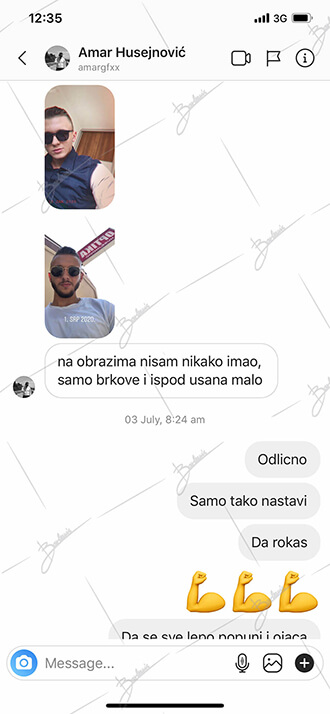 12:35
3G
Amar Husejnović
amargfxx
OPTIKA
1. SRP 2020.
na obrazima nisam nikako imao,
samo brkove i ispod usana malo
03 July, 8:24 am
Odlicno
Samo tako nastavi
Da rokas
Da se sve lepo popuni i ojaca
Message...